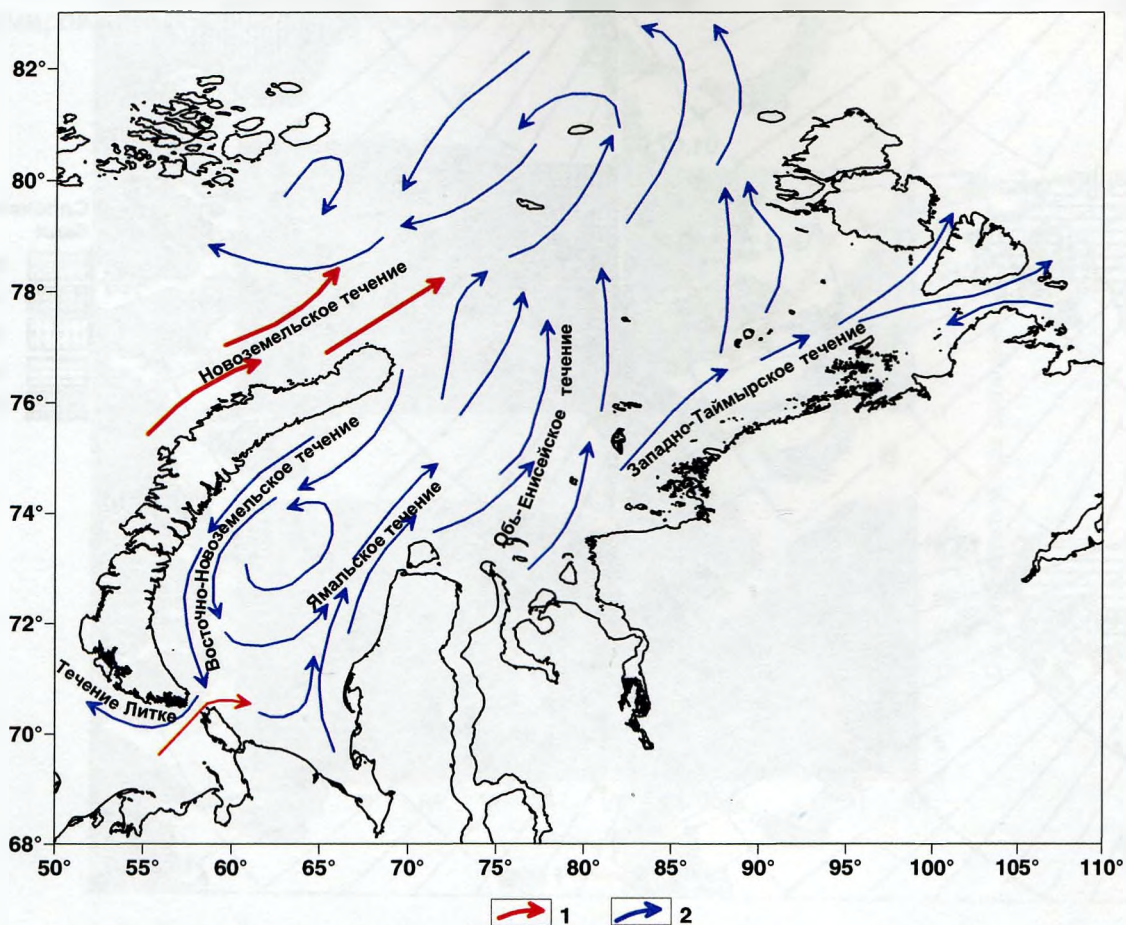 82°
80°
78°
76°
74°
72°
70°
68°
Новоземельское течение
Восточно-Новоземельское течение
Ямальское течение
Обь-Енисейское течение
Западно-Таймырское течение
Течение Литке
50 55° 60° 65° 70° 75° 80° 85° 90° 95° 100° 105° 110°
1 2